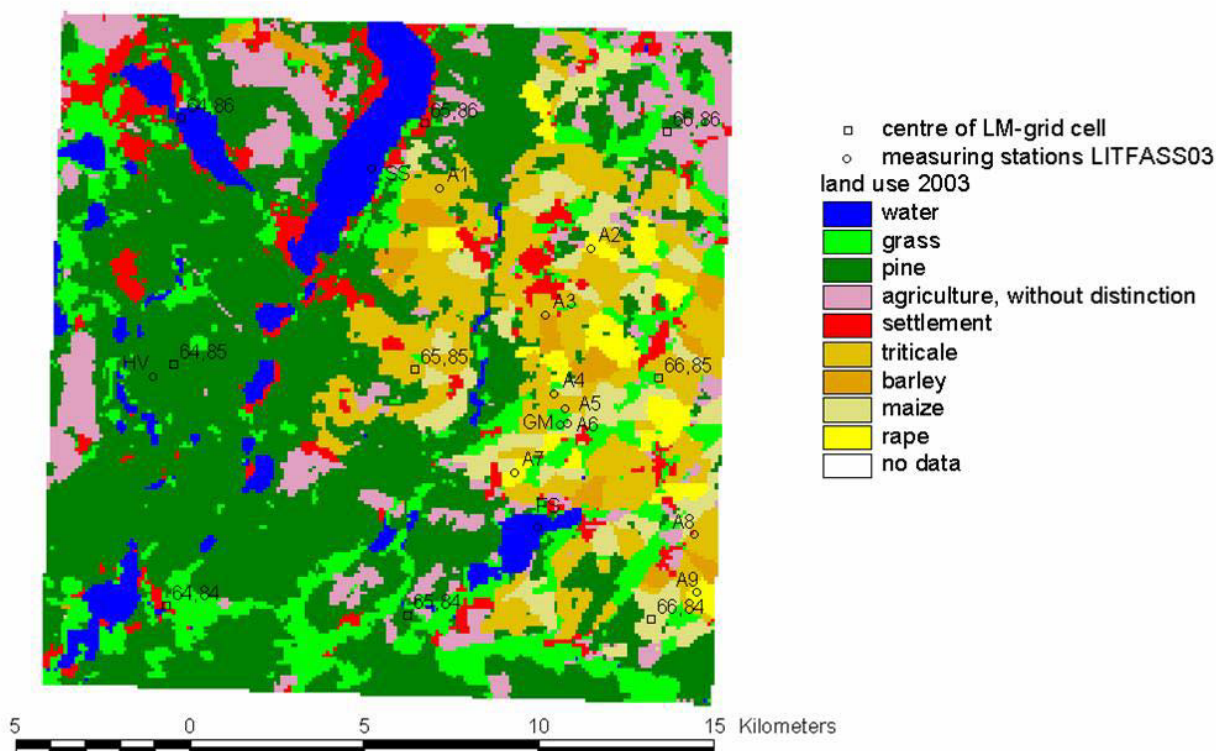 64,86
65,86
66,86
SS
A1
A2
A3
HV
64,85
65,85
66,85
A4
A5
GM
A6
A7
FS
A8
A9
64,84
65,84
66,84
5 0 5 10 15 Kilometers
centre of LM-grid cell
measuring stations LITFASS03
land use 2003
water
grass
pine
agriculture, without distinction
settlement
triticale
barley
maize
rape
no data